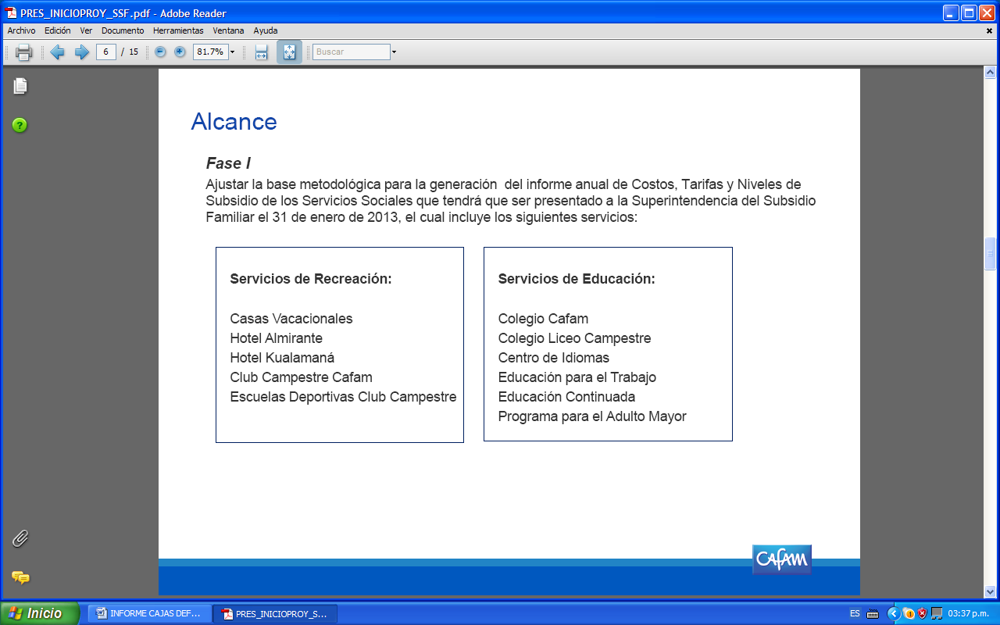 PRES_INICIOPROY_SSF.pdf - Adobe Reader
Archivo Edición Ver Documento Herramientas Ventana Ayuda
6 / 15 81.7% Buscar
Alcance
Fase I
Ajustar la base metodológica para la generación del informe anual de Costos, Tarifas y Niveles de
Subsidio de los Servicios Sociales que tendrá que ser presentado a la Superintendencia del Subsidio
Familiar el 31 de enero de 2013, el cual incluye los siguientes servicios:
Servicios de Recreación:
Casas Vacacionales
Hotel Almirante
Hotel Kualamaná
Club Campestre Cafam
Escuelas Deportivas Club Campestre
Servicios de Educación:
Colegio Cafam
Colegio Liceo Campestre
Centro de Idiomas
Educación para el Trabajo
Educación Continuada
Programa para el Adulto Mayor
CAfAM
Inicio INFORME CAJAS DEF... PRES_INICIOPROY_S... ES 03:37 p.m.